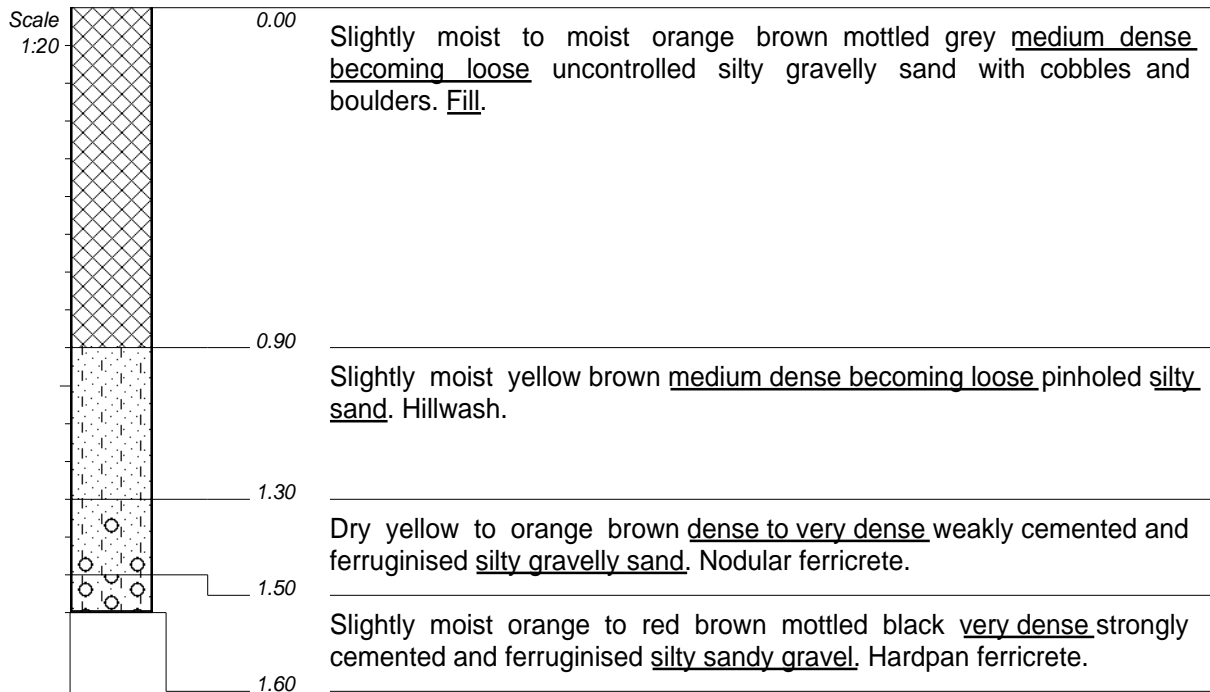 Scale
1:20
0.00
Slightly moist to moist orange brown mottled grey medium dense
becoming loose uncontrolled silty gravelly sand with cobbles and
boulders. Fill.
0.90
Slightly moist yellow brown medium dense becoming loose pinholed silty
sand. Hillwash.
1.30
Dry yellow to orange brown dense to very dense weakly cemented and
ferruginised silty gravelly sand. Nodular ferricrete.
1.50
Slightly moist orange to red brown mottled black very dense strongly
cemented and ferruginised silty sandy gravel. Hardpan ferricrete.
1.60